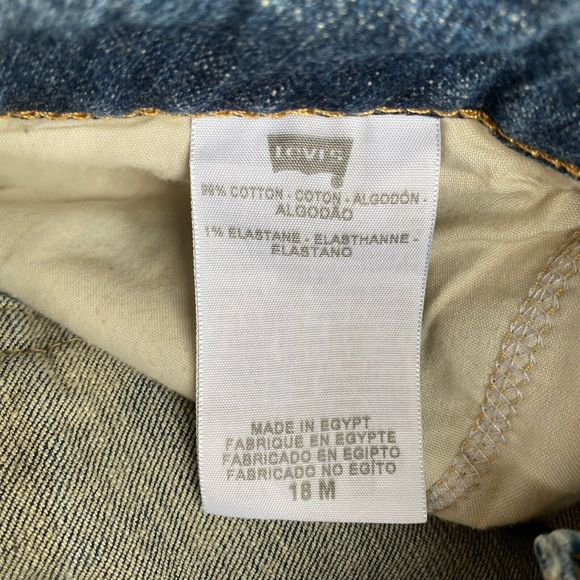 Levi's
99% COTTON - COTON - ALGODÓN -
ALGODÃO
1% ELASTANE - ELASTHANNE -
ELASTANO
MADE IN EGYPT
FABRIQUE EN EGYPTE
FABRICADO EN EGIPTO
FABRICADO NO EGITO
18 M